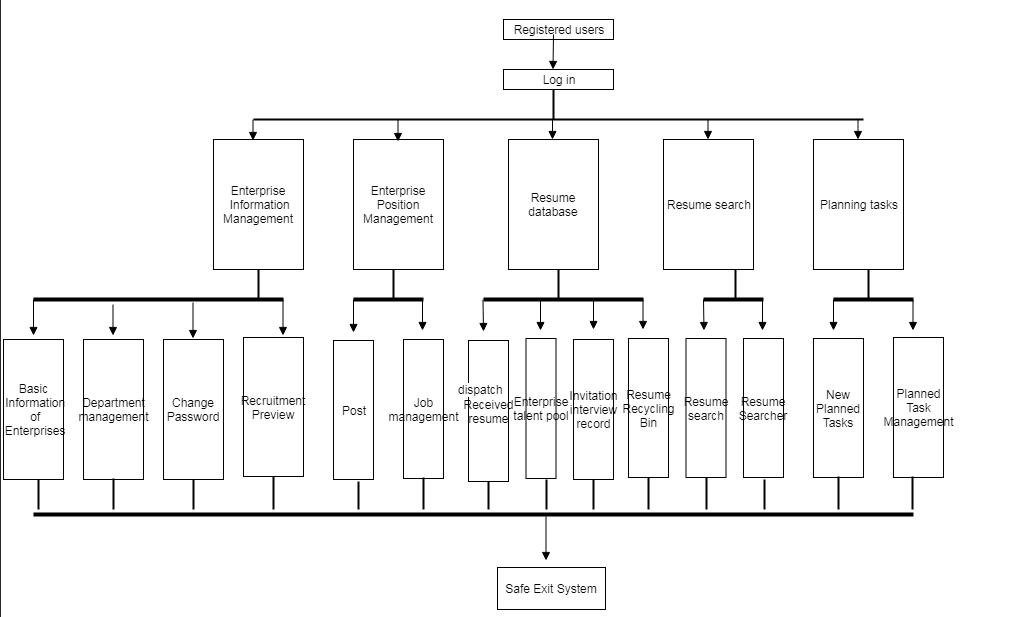 Registered users
Log in
Enterprise
Information
Management
Enterprise
Position
Management
Resume
database
Resume search
Planning tasks
Basic
Information
of
Enterprises
Department
management
Change
Password
Recruitment
Preview
Post
Job
management
dispatch
Received
resume
Enterprise
talent pool
Invitation
interview
record
Resume
Recycling
Bin
Resume
search
Resume
Searcher
New
Planned
Tasks
Planned
Task
Management
Safe Exit System